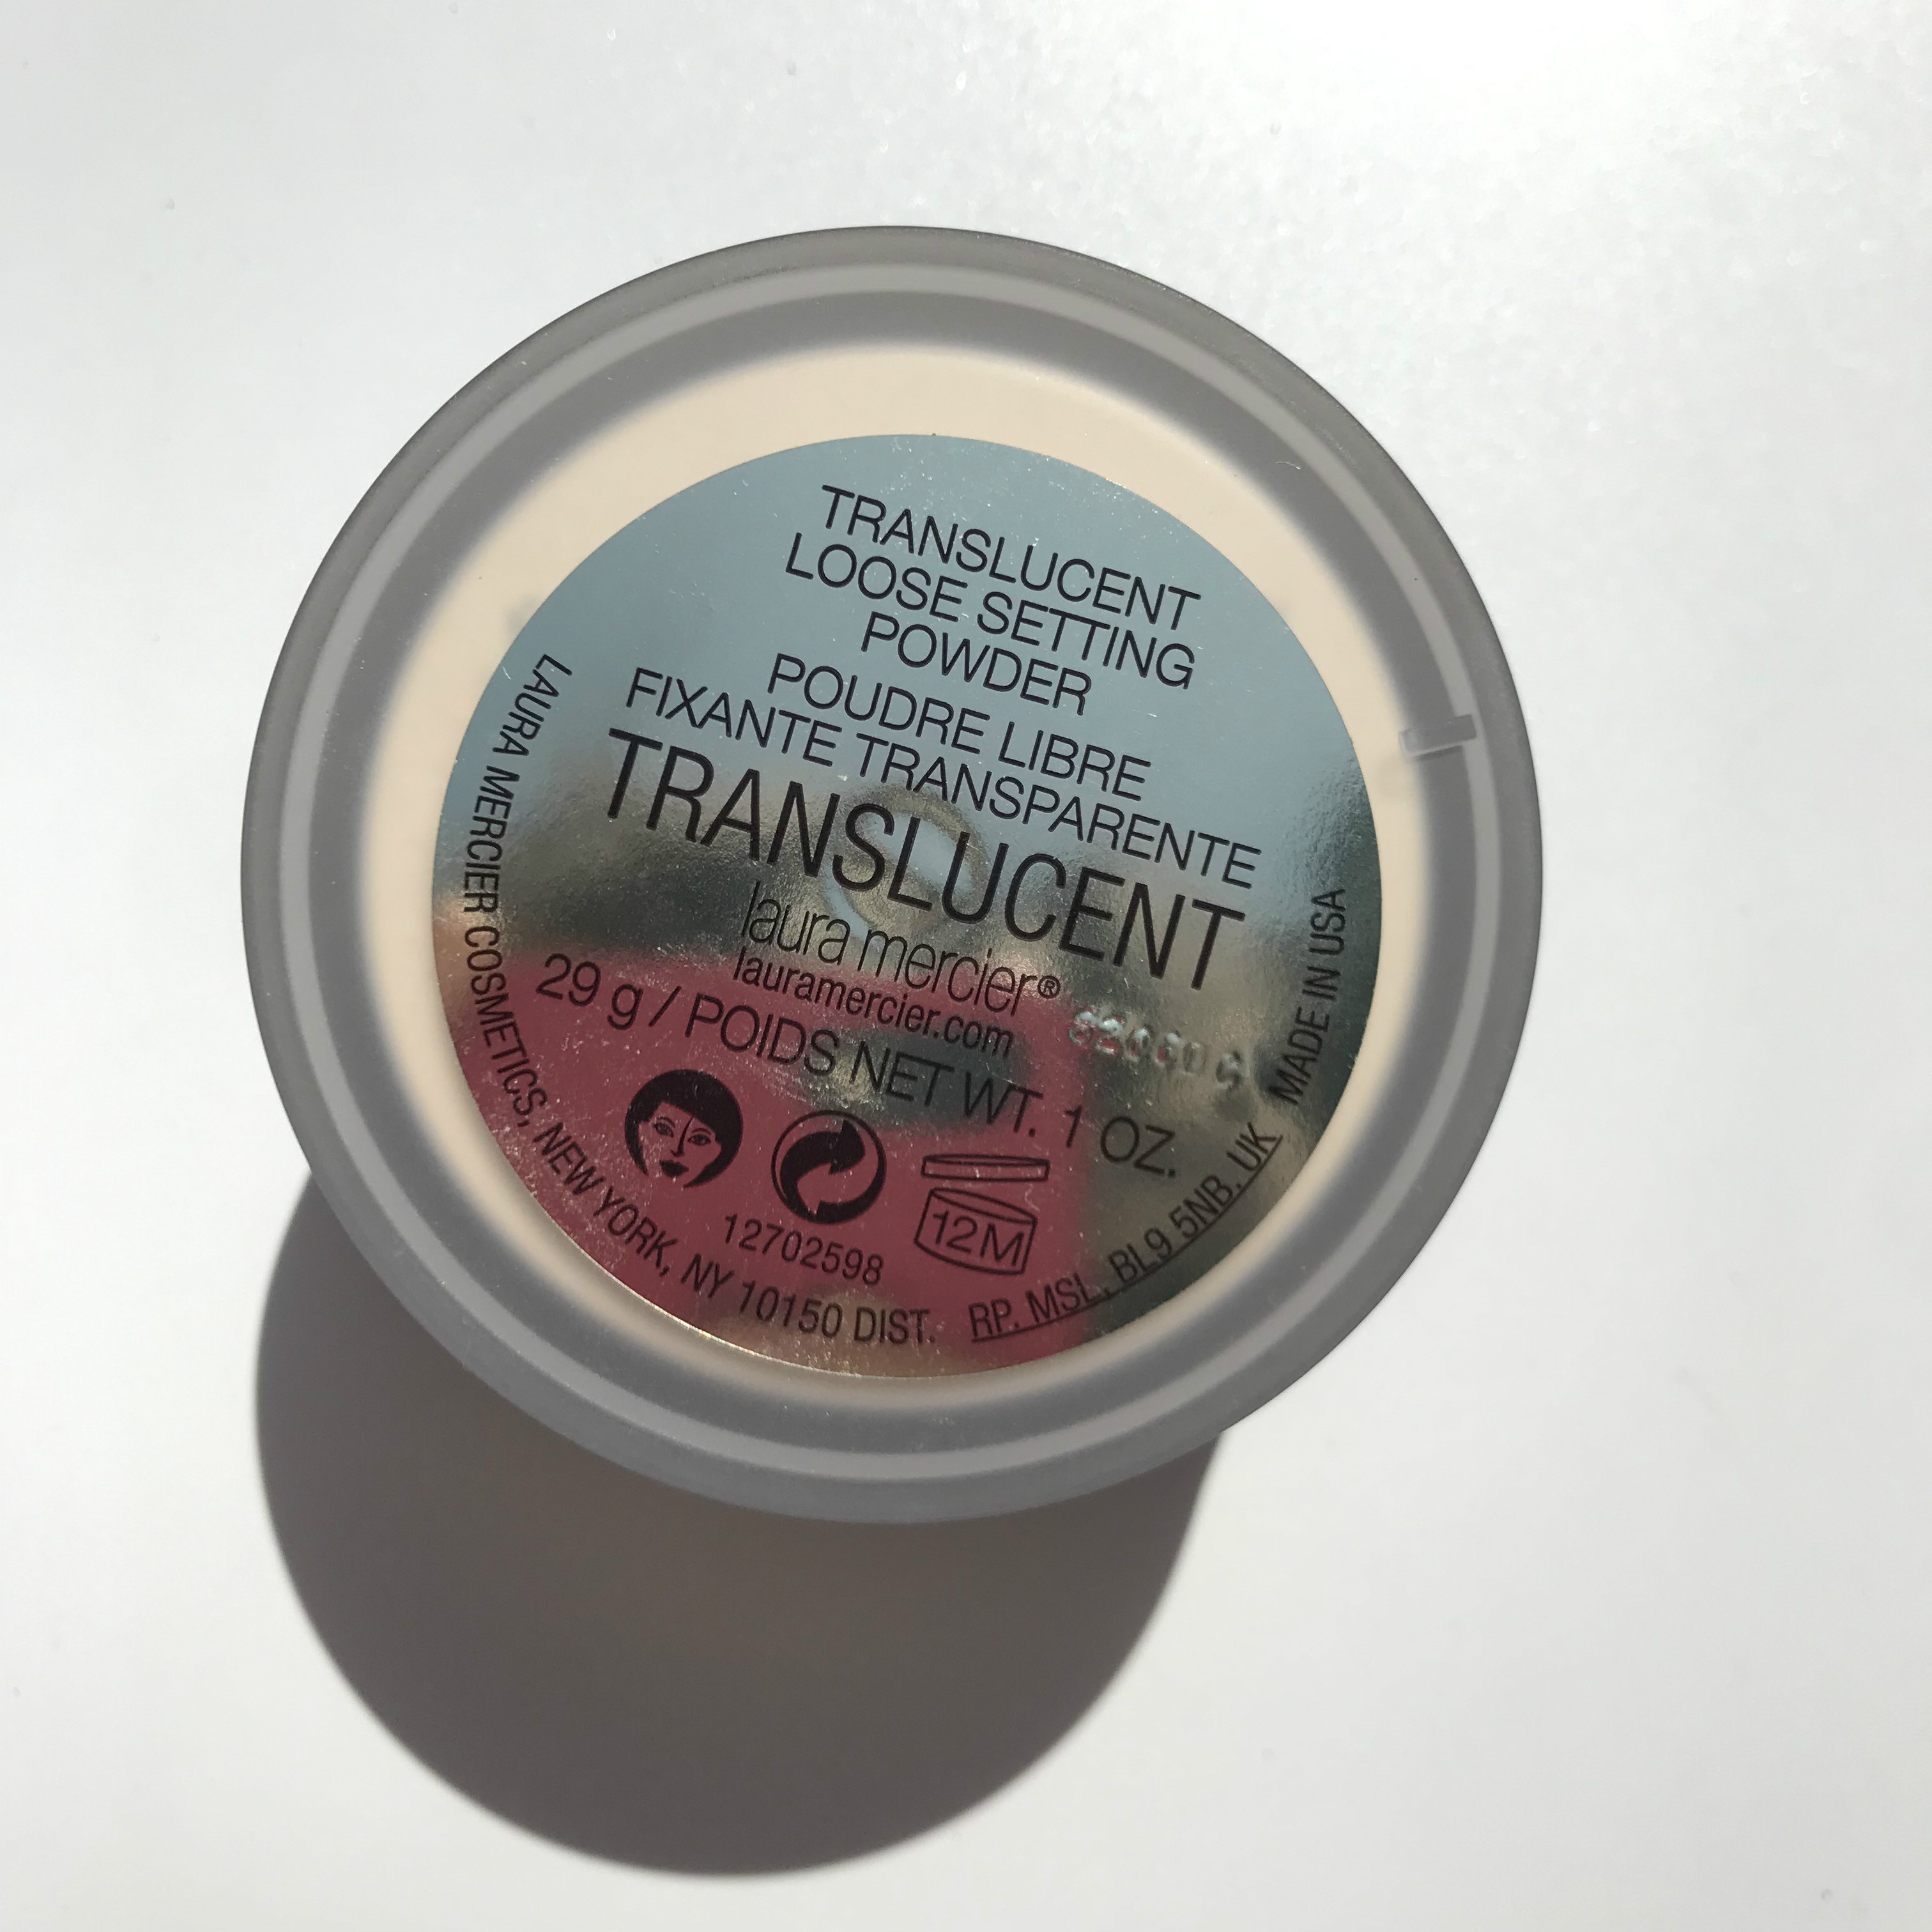 TRANSLUCENT
LOOSE SETTING
POWDER
POUDRE LIBRE
FIXANTE TRANSPARENTE
TRANSLUCENT
laura mercier®
lauramercier.com
29 g / POIDS NET WT. 1 OZ.
12M
12702598
LAURA MERCIER COSMETICS, NEW YORK, NY 10150 DIST.
RP. MSL, BL9 5NB, UK
MADE IN USA